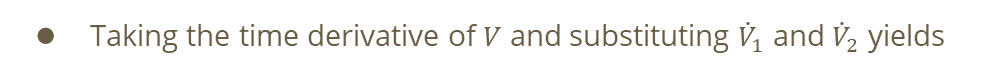 ● Taking the time derivative of 𝑉 and substituting 𝑉̇₁ and 𝑉̇₂ yields